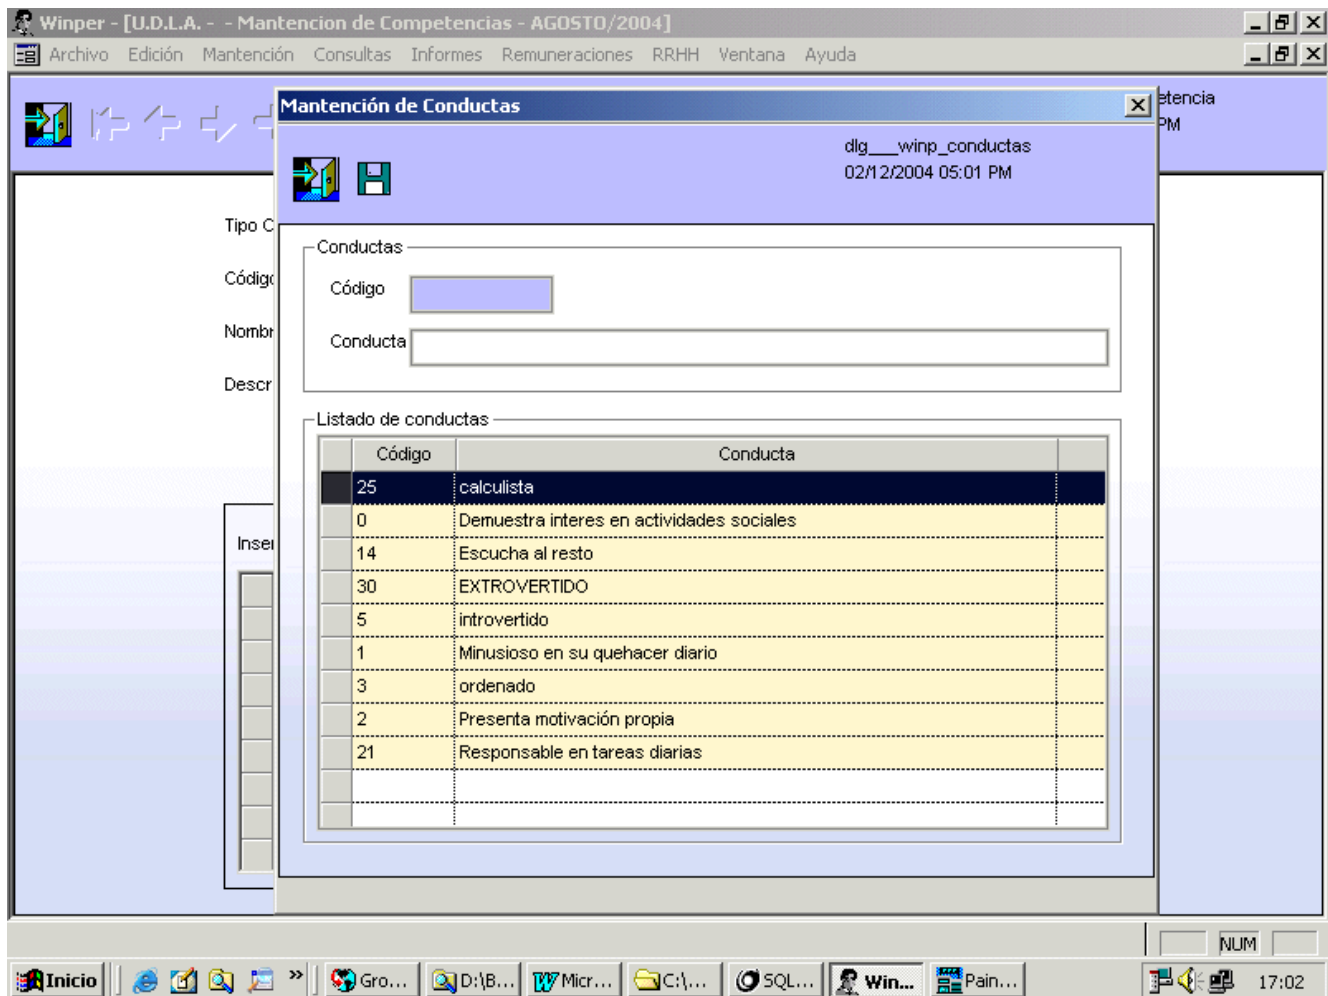 Winper - [U.D.L.A. -  - Mantencion de Competencias - AGOSTO/2004]
Archivo Edición Mantención Consultas Informes Remuneraciones RRHH Ventana Ayuda
Mantención de Conductas
etencia
PM
dlg___winp_conductas
02/12/2004 05:01 PM
Tipo C
Código
Nombr
Descr
Inser
Conductas
Código
Conducta
Listado de conductas
Código Conducta
25 calculista
0 Demuestra interes en actividades sociales
14 Escucha al resto
30 EXTROVERTIDO
5 introvertido
1 Minusioso en su quehacer diario
3 ordenado
2 Presenta motivación propia
21 Responsable en tareas diarias
NUM
Inicio » Gro... D:\B... Micr... C:\... SQL... Win... Pain... 17:02